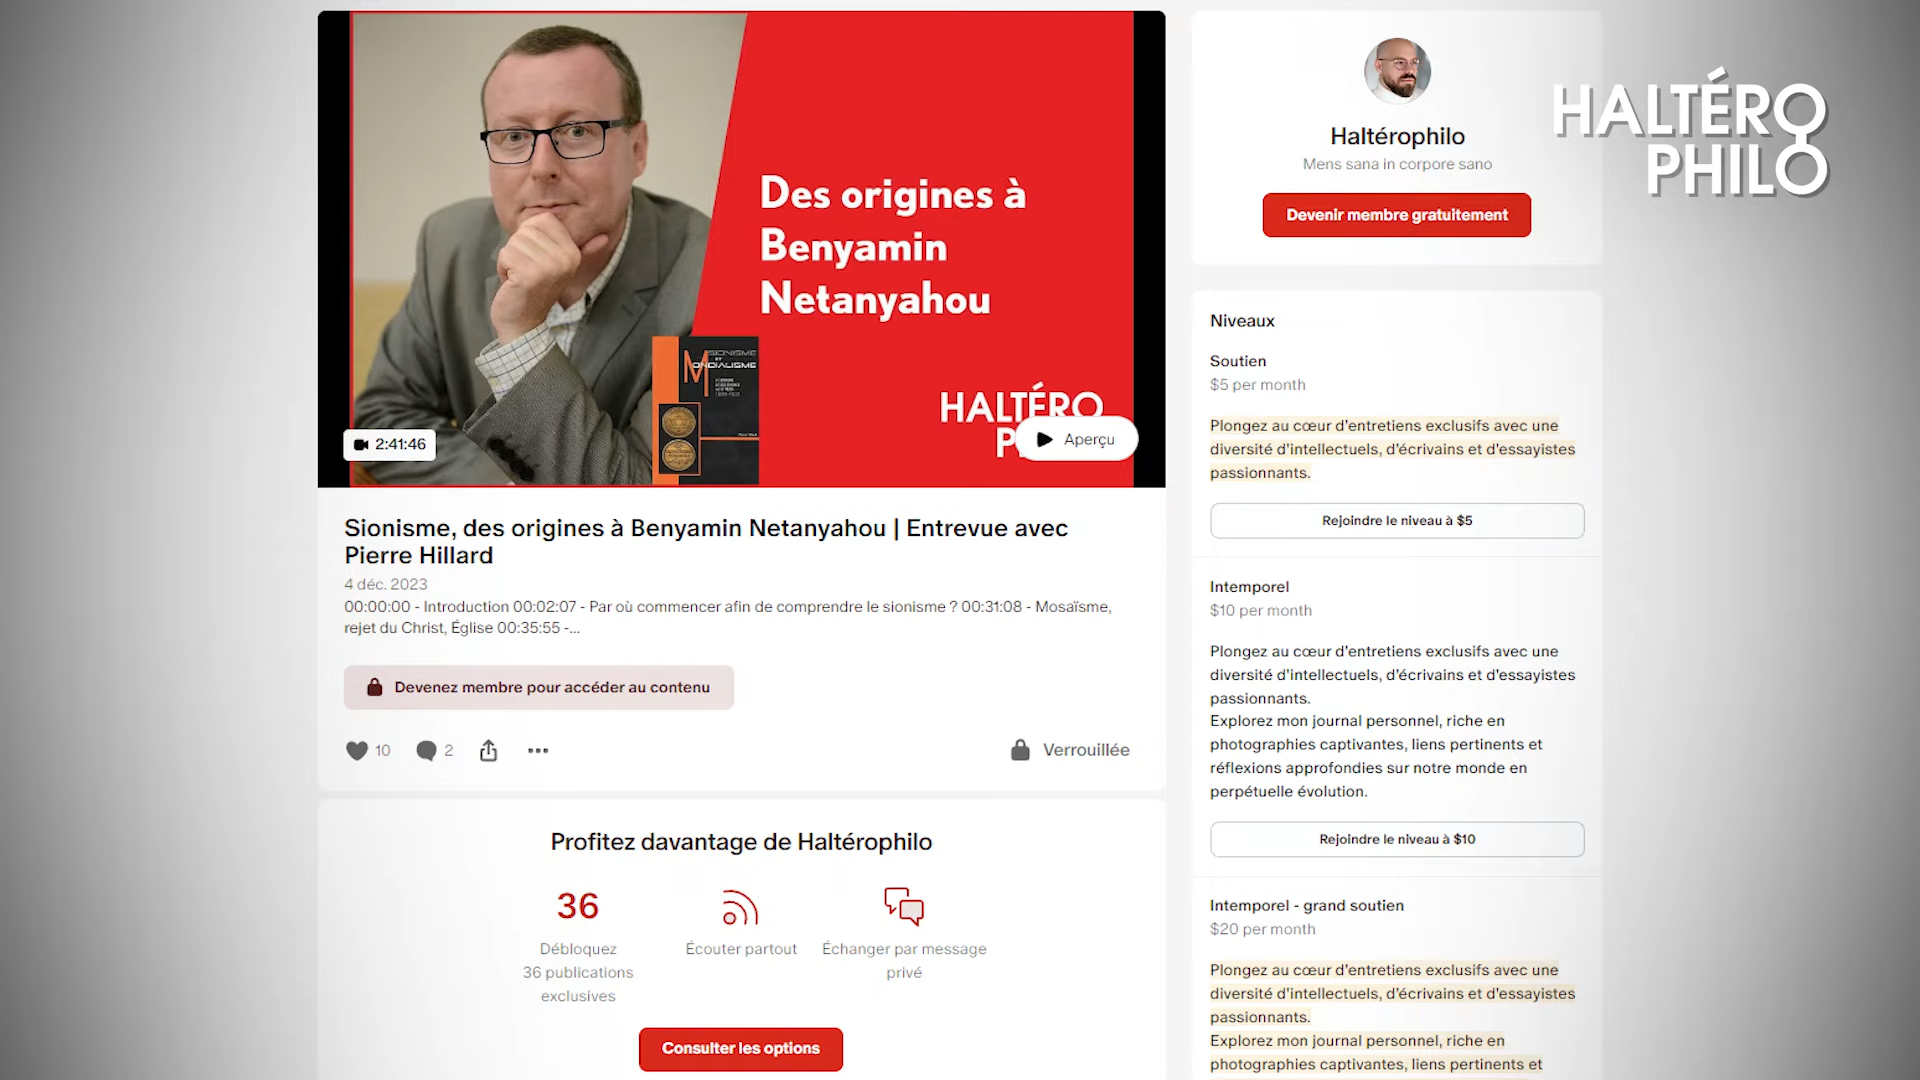 Des origines à
Benyamin
Netanyahou
SIONISME
ET
MONDIALISME
HALTÉRO
2:41:46
Aperçu
Sionisme, des origines à Benyamin Netanyahou | Entrevue avec
Pierre Hillard
4 déc. 2023
00:00:00 - Introduction 00:02:07 - Par où commencer afin de comprendre le sionisme ? 00:31:08 - Mosaïsme,
rejet du Christ, Église 00:35:55 -...
Devenez membre pour accéder au contenu
10
2
Verrouillée
Profitez davantage de Haltérophilo
36
Débloquez
36 publications
exclusives
Écouter partout
Échanger par message
privé
Consulter les options
Haltérophilo
Mens sana in corpore sano
Devenir membre gratuitement
HALTÉRO
PHILO
Niveaux
Soutien
$5 per month
Plongez au cœur d'entretiens exclusifs avec une
diversité d'intellectuels, d'écrivains et d'essayistes
passionnants.
Rejoindre le niveau à $5
Intemporel
$10 per month
Plongez au cœur d'entretiens exclusifs avec une
diversité d'intellectuels, d'écrivains et d'essayistes
passionnants.
Explorez mon journal personnel, riche en
photographies captivantes, liens pertinents et
réflexions approfondies sur notre monde en
perpétuelle évolution.
Rejoindre le niveau à $10
Intemporel - grand soutien
$20 per month
Plongez au cœur d'entretiens exclusifs avec une
diversité d'intellectuels, d'écrivains et d'essayistes
passionnants.
Explorez mon journal personnel, riche en
photographies captivantes, liens pertinents et